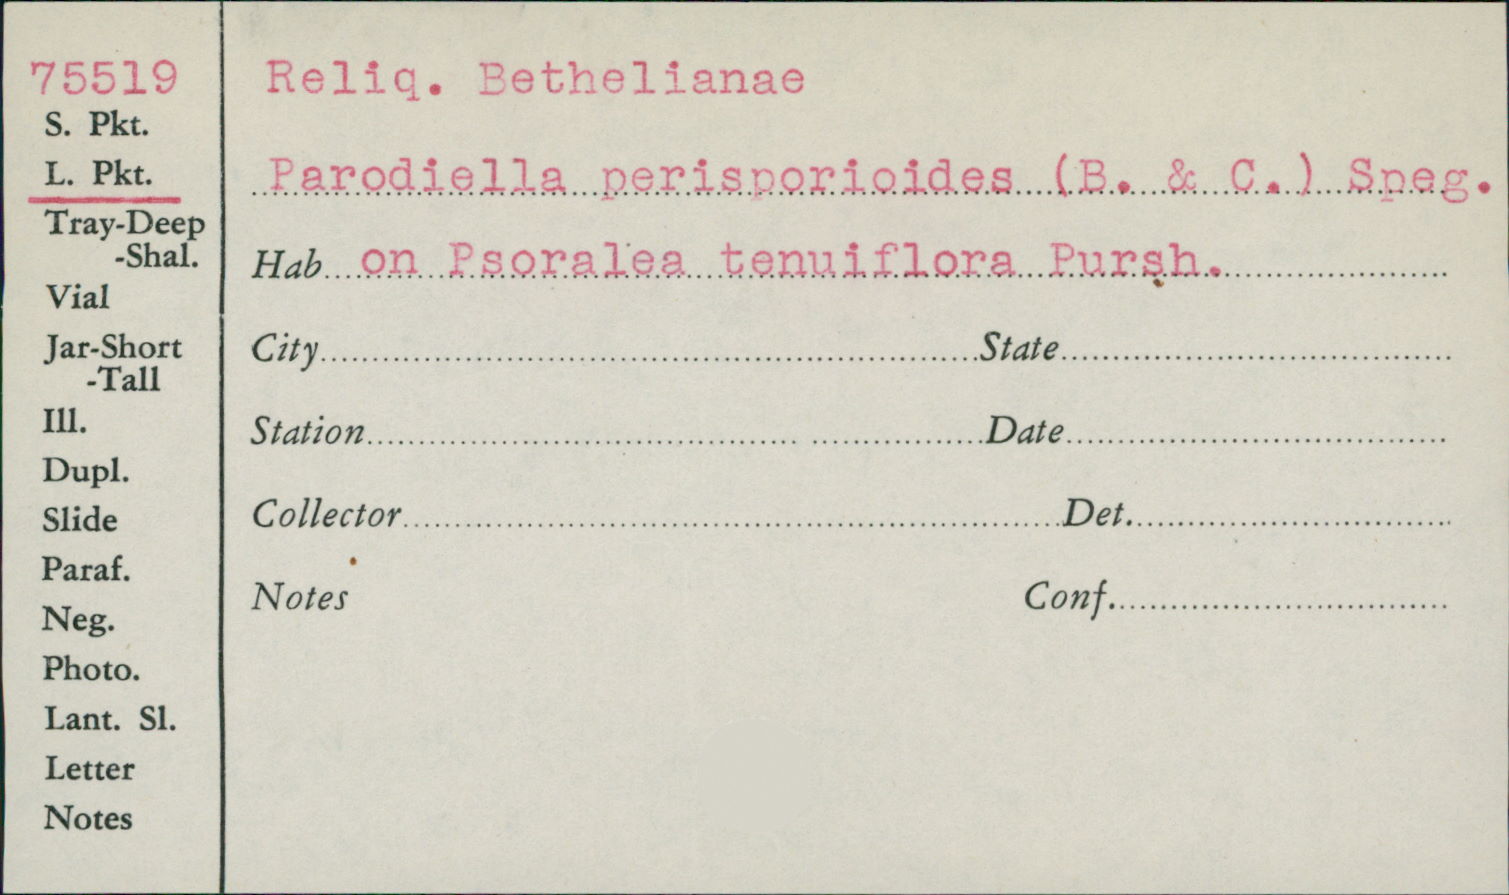 75519
S. Pkt.
L. Pkt.
Tray-Deep
-Shal.
Vial
Jar-Short
-Tall
Ill.
Dupl.
Slide
Paraf.
Neg.
Photo.
Lant. Sl.
Letter
Notes
Reliq. Bethelianae
Parodiella perisporioides (B. & C.) Speg.
Hab on Psoralea tenuiflora Pursh.
City State
Station Date
Collector Det.
Notes Conf.